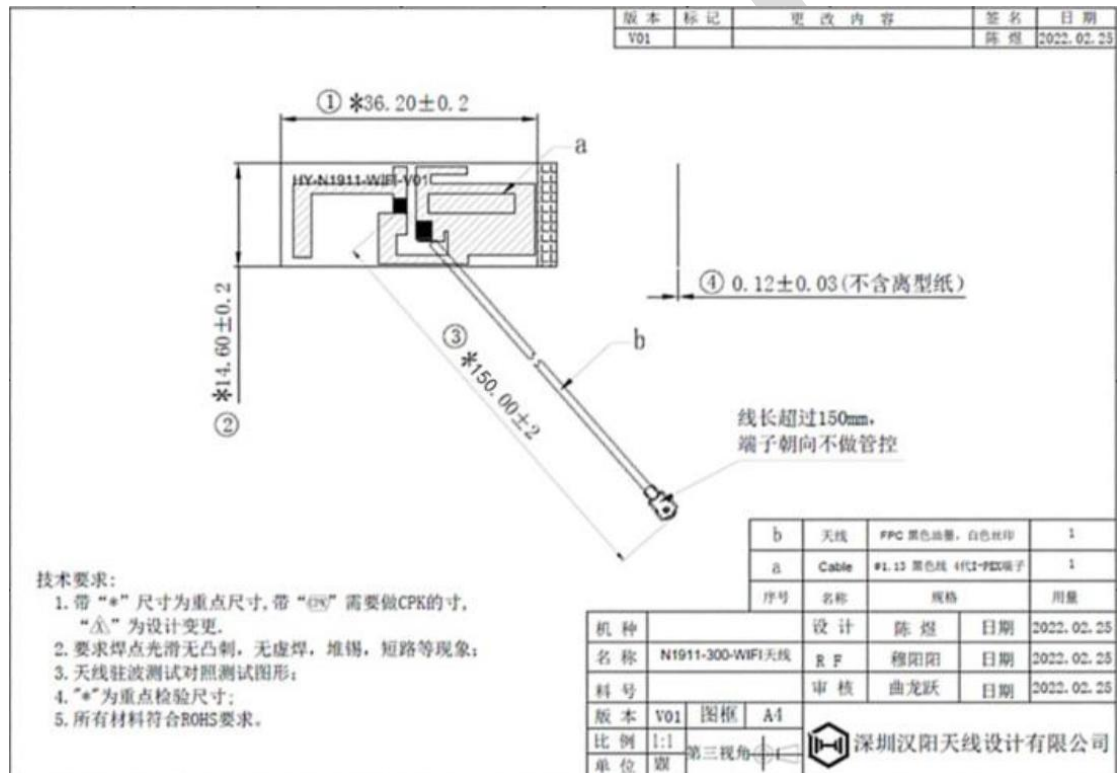 版本 标记 更改内容 签名 日期
V01 陈煜 2022.02.25
① *36.20±0.2
a
HY-N1911-WIFI-V01
② *14.60±0.2
④ 0.12±0.03(不含离型纸)
③ *150.00±2
b
线长超过150mm,
端子朝向不做管控
b 天线 FPC 黑色油墨, 白色丝印 1
a Cable Φ1.13 黑色线 4代I-PEX端子 1
序号 名称 规格 用量
技术要求:
1.带“*”尺寸为重点尺寸,带“CPK”需要做CPK的寸,
“⚠”为设计变更.
2.要求焊点光滑无凸刺,无虚焊,堆锡,短路等现象;
3.天线驻波测试对照测试图形;
4."*"为重点检验尺寸;
5.所有材料符合ROHS要求。
机种 设计 陈煜 日期 2022.02.25
名称 N1911-300-WIFI天线 RF 穆阳阳 日期 2022.02.25
料号 审核 曲龙跃 日期 2022.02.25
版本 V01 图框 A4
比例 1:1 第三视角
单位
深圳汉阳天线设计有限公司